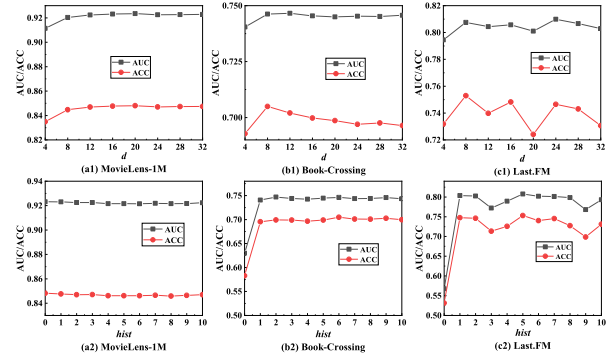 AUC/ACC
0.92
0.90
0.88
0.86
0.84
0.82
AUC
ACC
4 8 12 16 20 24 28 32
d
(a1) MovieLens-1M
AUC/ACC
0.750
0.725
0.700
AUC
ACC
4 8 12 16 20 24 28 32
d
(b1) Book-Crossing
AUC/ACC
0.82
0.80
0.78
0.76
0.74
0.72
AUC
ACC
4 8 12 16 20 24 28 32
d
(c1) Last.FM
AUC/ACC
0.94
0.92
0.90
0.88
0.86
0.84
AUC
ACC
0 1 2 3 4 5 6 7 8 9 10
hist
(a2) MovieLens-1M
AUC/ACC
0.75
0.70
0.65
0.60
0.55
0.50
AUC
ACC
0 1 2 3 4 5 6 7 8 9 10
hist
(b2) Book-Crossing
AUC/ACC
0.80
0.75
0.70
0.65
0.60
0.55
0.50
AUC
ACC
0 1 2 3 4 5 6 7 8 9 10
hist
(c2) Last.FM